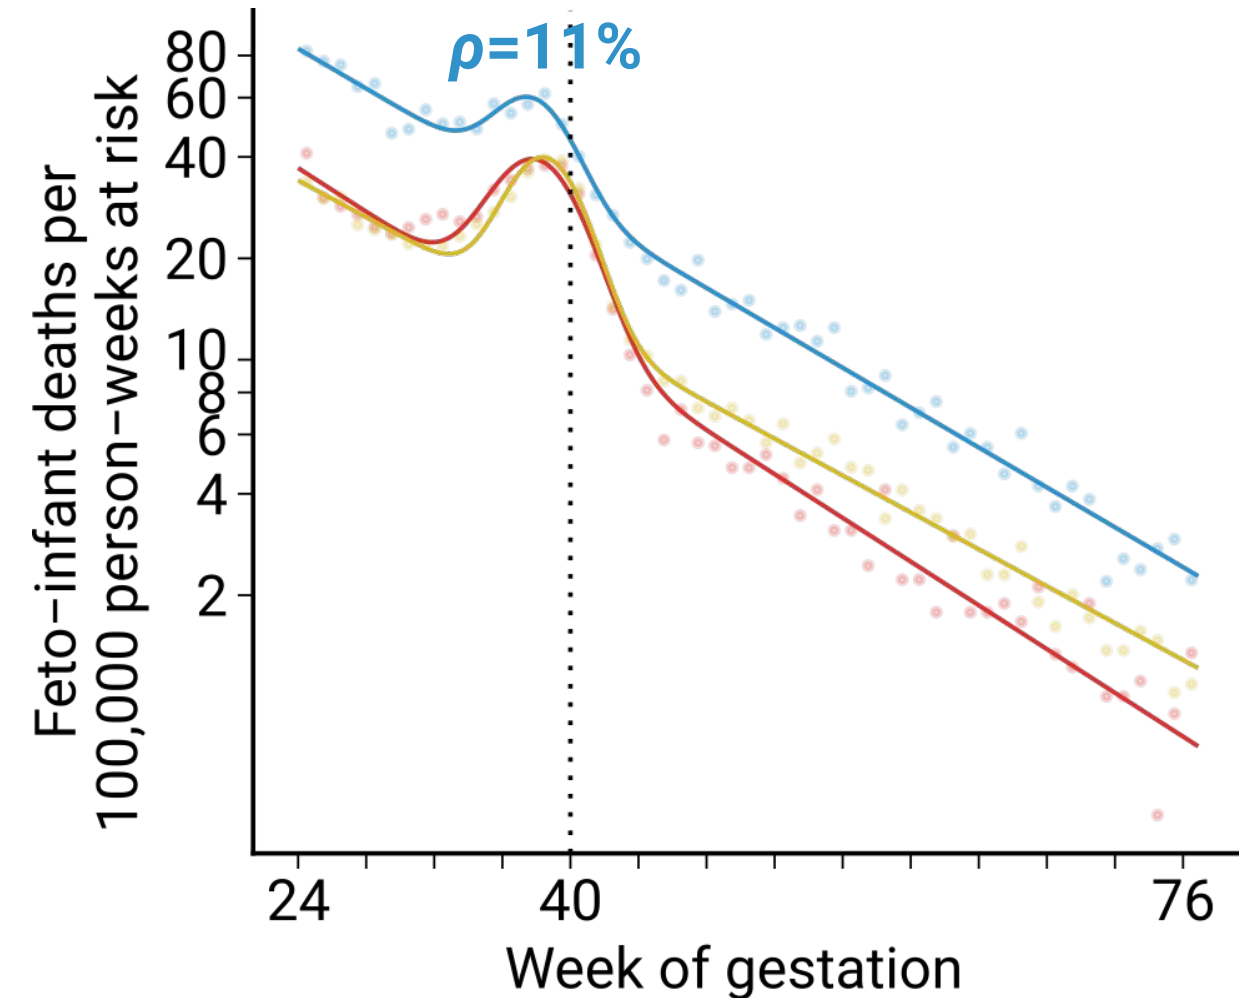 ρ=11%
80
60
40
20
10
8
6
4
2
Feto−infant deaths per
100,000 person−weeks at risk
24 40 76
Week of gestation